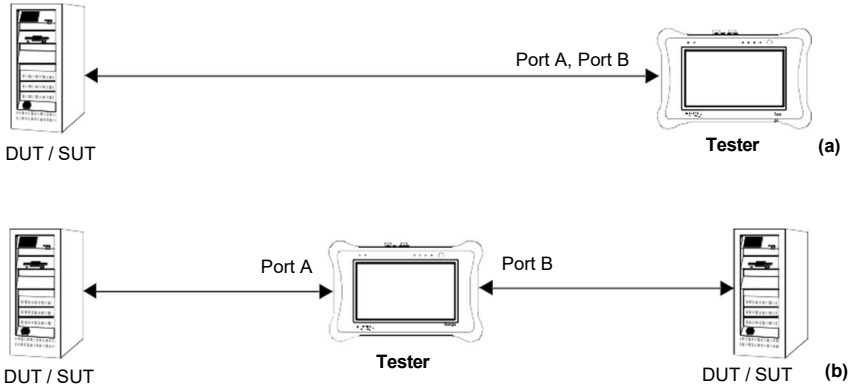 Port A, Port B
DUT / SUT
Tester
(a)
Port A
Port B
Tester
DUT / SUT
DUT / SUT
(b)